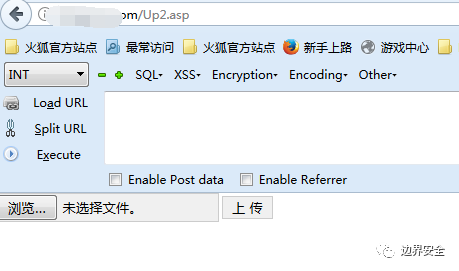 om/Up2.asp
火狐官方站点 最常访问 火狐官方站点 新手上路 游戏中心
INT SQL▾ XSS▾ Encryption▾ Encoding▾ Other▾
Load URL
Split URL
Execute
Enable Post data Enable Referrer
浏览... 未选择文件。 上 传
边界安全